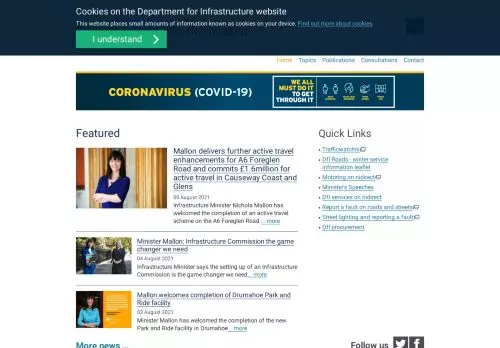 Cookies on the Department for Infrastructure website
This website places small amounts of information known as cookies on your device. Find out more about cookies.
I understand
Home Topics Publications Consultations Contact
CORONAVIRUS (COVID-19)
WE ALL
MUST DO IT
TO GET
THROUGH IT
Featured
Mallon delivers further active travel
enhancements for A6 Foreglen
Road and commits £1.6million for
active travel in Causeway Coast and
Glens
09 August 2021
Infrastructure Minister Nichola Mallon has
welcomed the completion of an active travel
scheme on the A6 Foreglen Road ... more
Minister Mallon: Infrastructure Commission the game
changer we need
04 August 2021
Infrastructure Minister says the setting up of an Infrastructure
Commission is the game changer we need... more
Mallon welcomes completion of Drumahoe Park and
Ride facility
03 August 2021
Minister Mallon has welcomed the completion of the new
Park and Ride facility in Drumahoe... more
More news ...
Quick Links
TrafficwatchNI
DfI Roads - winter service
information leaflet
Motoring on nidirect
Minister's Speeches
DfI services on nidirect
Report a fault on roads and streets
Street lighting and reporting a fault
DfI procurement
Follow us